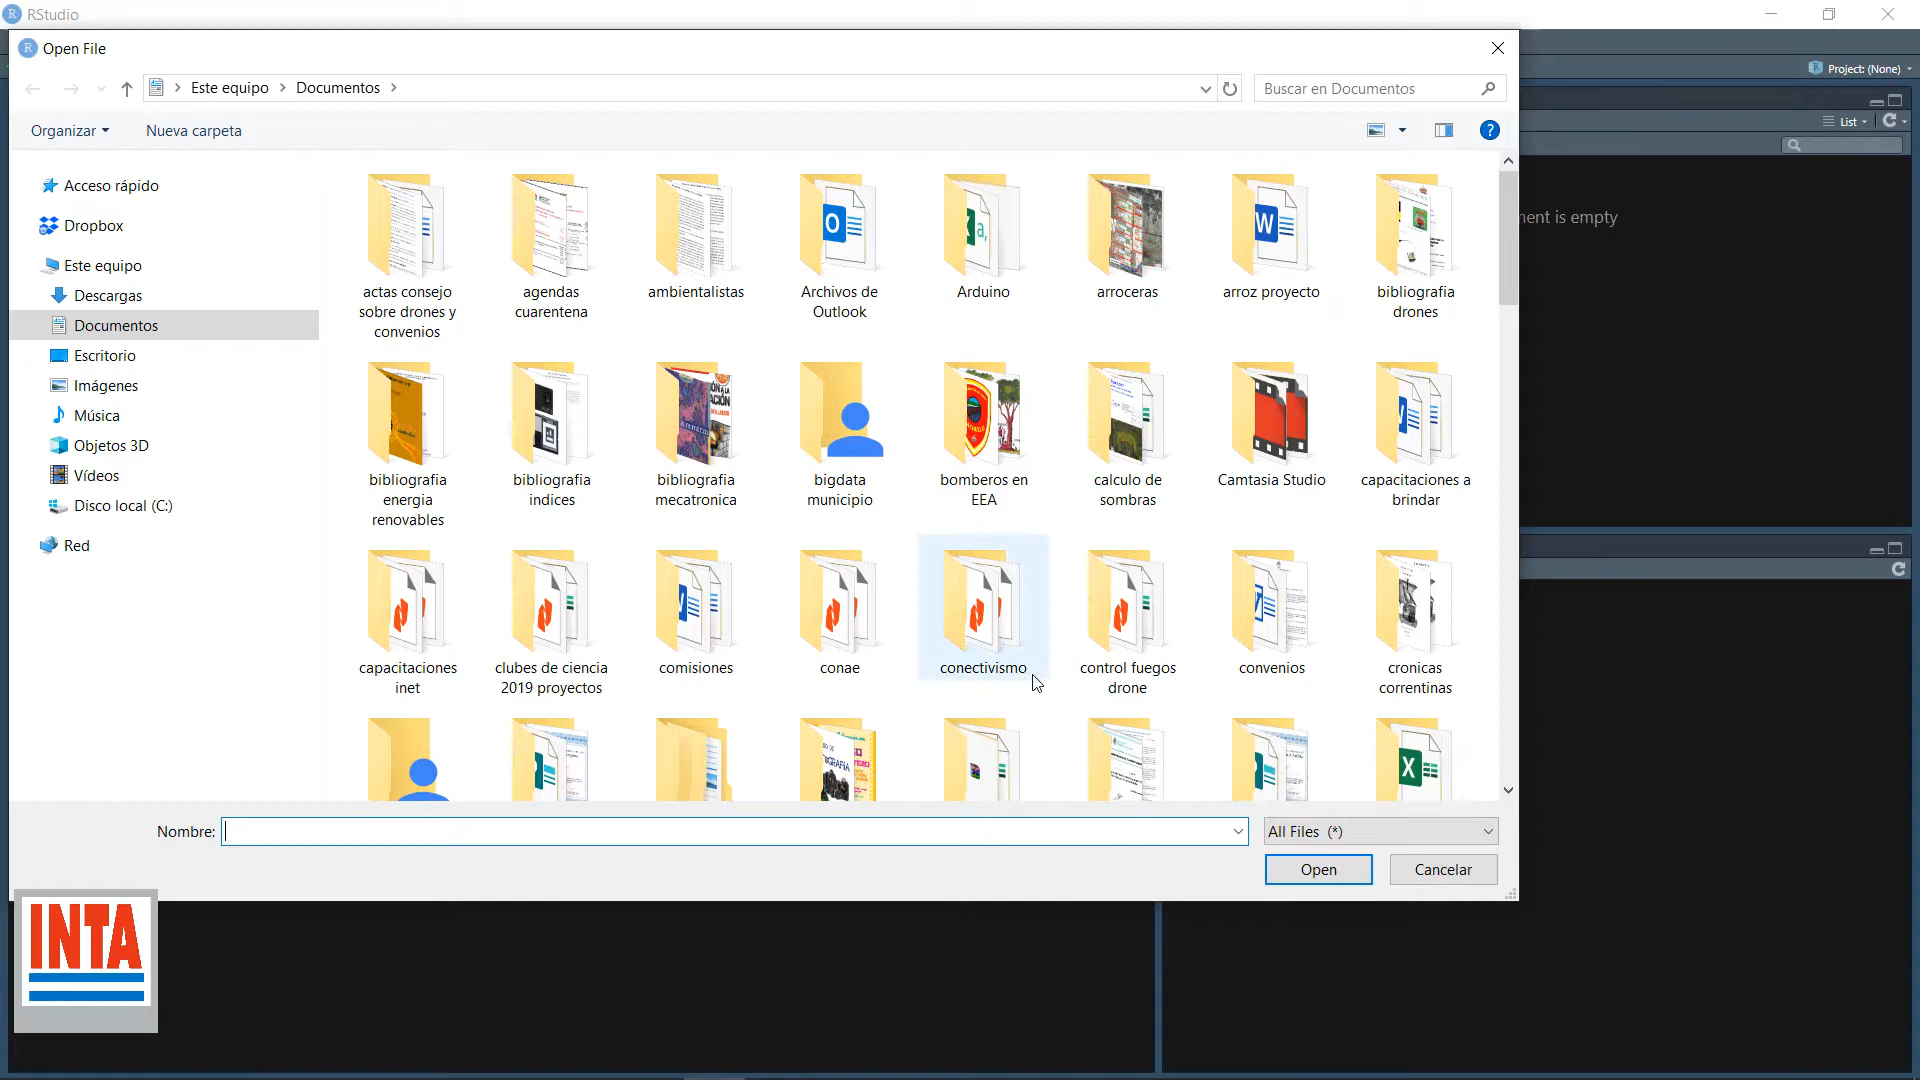 RStudio
Open File
Project: (None)
Este equipo
Documentos
Buscar en Documentos
Organizar
Nueva carpeta
List
ment is empty
Acceso rápido
Dropbox
Este equipo
Descargas
Documentos
Escritorio
Imágenes
Música
Objetos 3D
Vídeos
Disco local (C:)
Red
actas consejo
sobre drones y
convenios
agendas
cuarentena
ambientalistas
Archivos de
Outlook
Arduino
arroceras
arroz proyecto
bibliografia
drones
bibliografia
energia
renovables
bibliografia
indices
bibliografia
mecatronica
bigdata
municipio
bomberos en
EEA
calculo de
sombras
Camtasia Studio
capacitaciones a
brindar
capacitaciones
inet
clubes de ciencia
2019 proyectos
comisiones
conae
conectivismo
control fuegos
drone
convenios
cronicas
correntinas
Nombre:
All Files (*)
Open
Cancelar
INTA